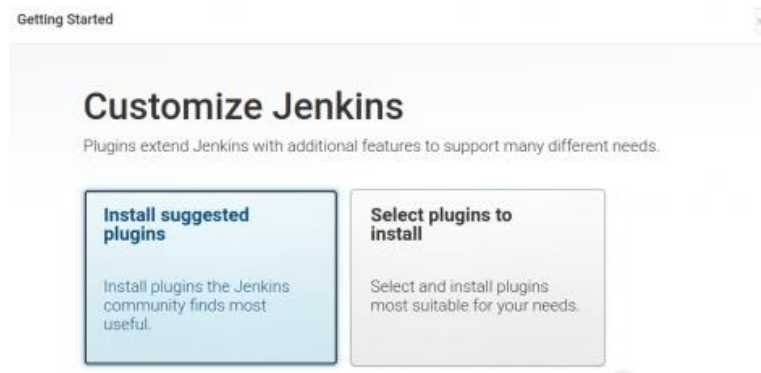 Getting Started
Customize Jenkins
Plugins extend Jenkins with additional features to support many different needs.
Install suggested
plugins
Install plugins the Jenkins
community finds most
useful.
Select plugins to
install
Select and install plugins
most suitable for your needs.